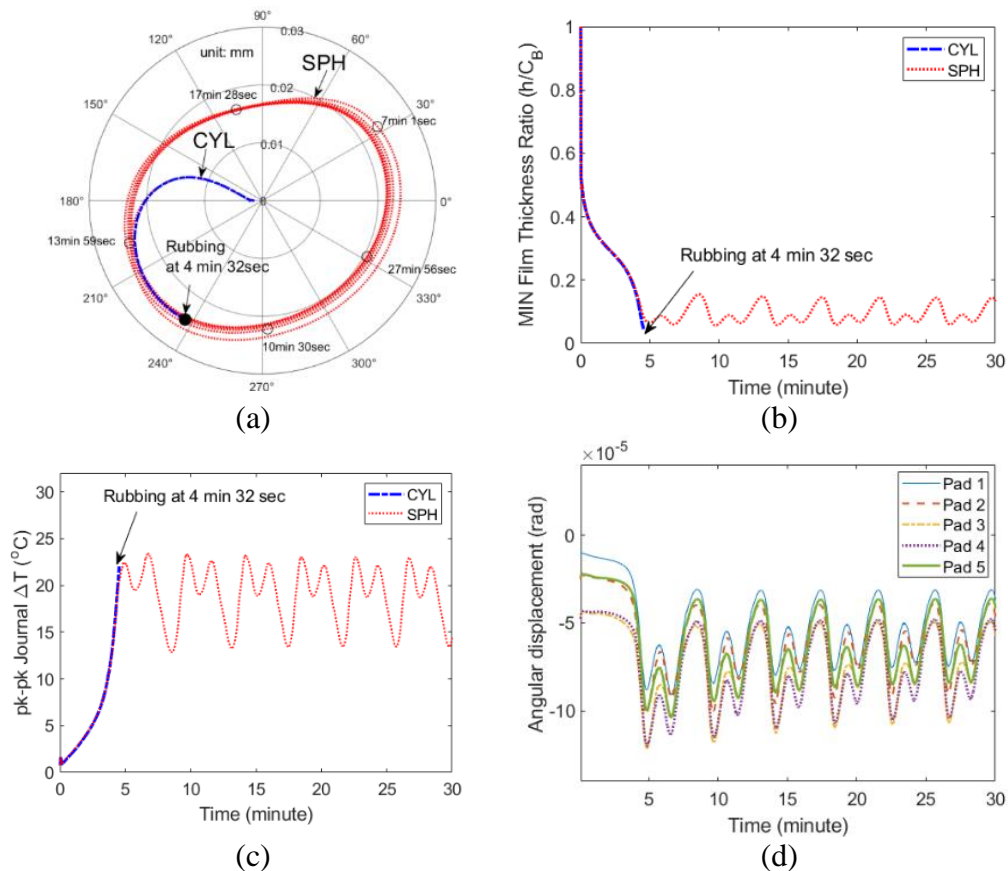 90°
120°
60°
0.03
unit: mm
SPH
0.02
17min 28sec
150°
30°
7min 1sec
CYL
0.01
180°
0
0°
13min 59sec
Rubbing
at 4 min 32sec
27min 56sec
210°
330°
10min 30sec
240°
300°
270°
(a)
MIN Film Thickness Ratio (h/C_B)
1
0.8
0.6
0.4
0.2
0
CYL
SPH
Rubbing at 4 min 32 sec
0 5 10 15 20 25 30
Time (minute)
(b)
pk-pk Journal ΔT (°C)
30
25
20
15
10
5
0
Rubbing at 4 min 32 sec
CYL
SPH
0 5 10 15 20 25 30
Time (minute)
(c)
×10⁻⁵
Angular displacement (rad)
0
-5
-10
Pad 1
Pad 2
Pad 3
Pad 4
Pad 5
5 10 15 20 25 30
Time (minute)
(d)